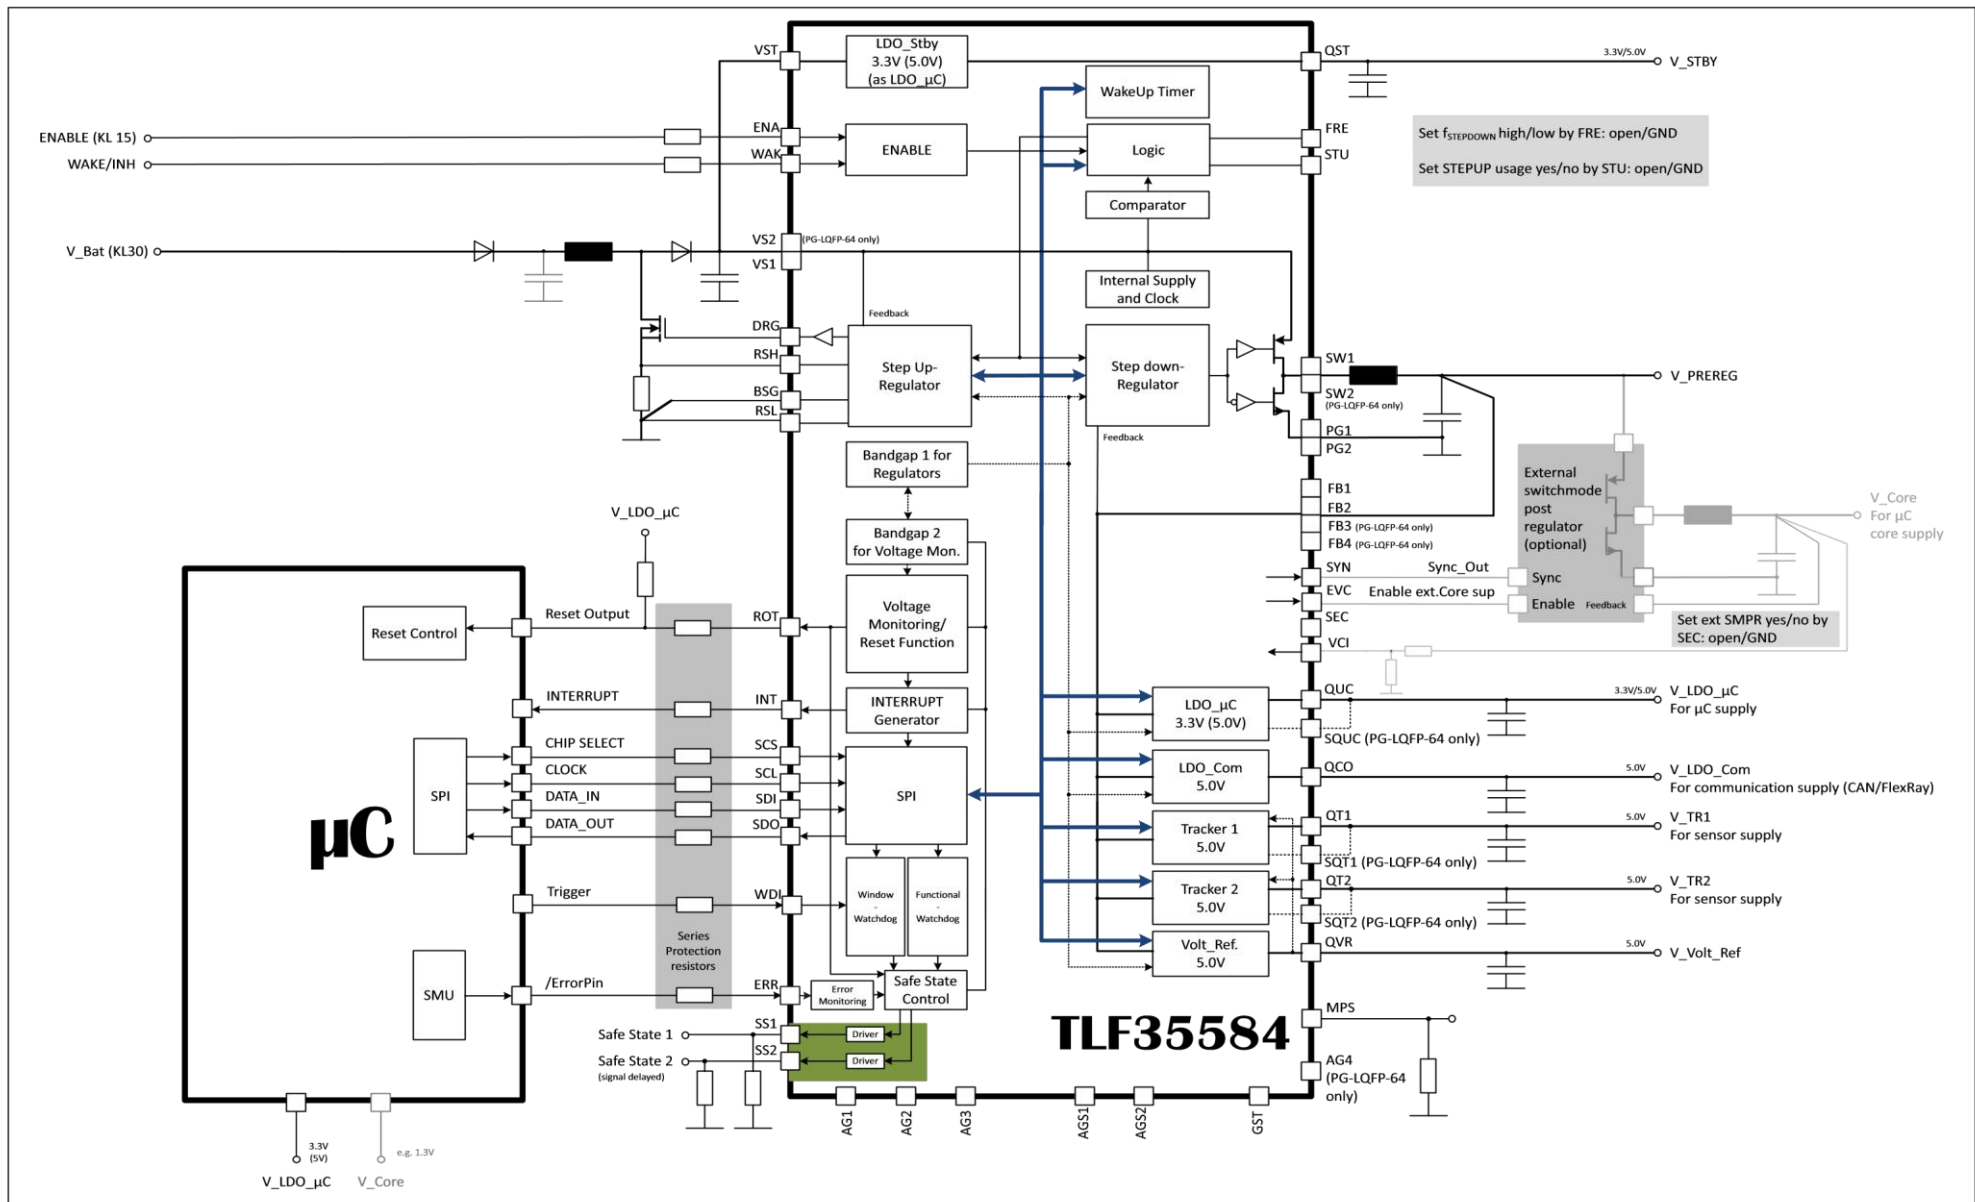 VST
LDO_Stby
3.3V (5.0V)
(as LDO_µC)
QST
3.3V/5.0V
V_STBY
WakeUp Timer
ENABLE (KL 15)
ENA
WAK
WAKE/INH
ENABLE
Logic
FRE
STU
Set fSTEPDOWN high/low by FRE: open/GND
Set STEPUP usage yes/no by STU: open/GND
Comparator
V_Bat (KL30)
VS2
(PG-LQFP-64 only)
VS1
Internal Supply
and Clock
Feedback
DRG
RSH
BSG
RSL
Step Up-
Regulator
Step down-
Regulator
Feedback
SW1
SW2
(PG-LQFP-64 only)
V_PREREG
PG1
PG2
Bandgap 1 for
Regulators
FB1
FB2
FB3 (PG-LQFP-64 only)
FB4 (PG-LQFP-64 only)
External
switchmode
post
regulator
(optional)
V_Core
For µC
core supply
V_LDO_µC
Bandgap 2
for Voltage Mon.
SYN
Sync_Out
Sync
EVC
Enable ext.Core sup
Enable
Feedback
SEC
VCI
Set ext SMPR yes/no by
SEC: open/GND
Reset Control
Reset Output
ROT
Voltage
Monitoring/
Reset Function
INTERRUPT
INT
INTERRUPT
Generator
LDO_µC
3.3V (5.0V)
QUC
3.3V/5.0V
V_LDO_µC
For µC supply
SQUC (PG-LQFP-64 only)
SPI
CHIP SELECT
SCS
CLOCK
SCL
DATA_IN
SDI
DATA_OUT
SDO
SPI
LDO_Com
5.0V
QCO
5.0V
V_LDO_Com
For communication supply (CAN/FlexRay)
µC
Tracker 1
5.0V
QT1
5.0V
V_TR1
For sensor supply
SQT1 (PG-LQFP-64 only)
Trigger
WDI
Window
-
Watchdog
Functional
-
Watchdog
Tracker 2
5.0V
QT2
5.0V
V_TR2
For sensor supply
SQT2 (PG-LQFP-64 only)
Series
Protection
resistors
Volt_Ref.
5.0V
QVR
5.0V
V_Volt_Ref
SMU
/ErrorPin
ERR
Error
Monitoring
Safe State
Control
MPS
Safe State 1
SS1
Driver
Safe State 2
(signal delayed)
SS2
Driver
TLF35584
AG4
(PG-LQFP-64
only)
AG1
AG2
AG3
AGS1
AGS2
GST
3.3V
(5V)
V_LDO_µC
e.g. 1.3V
V_Core